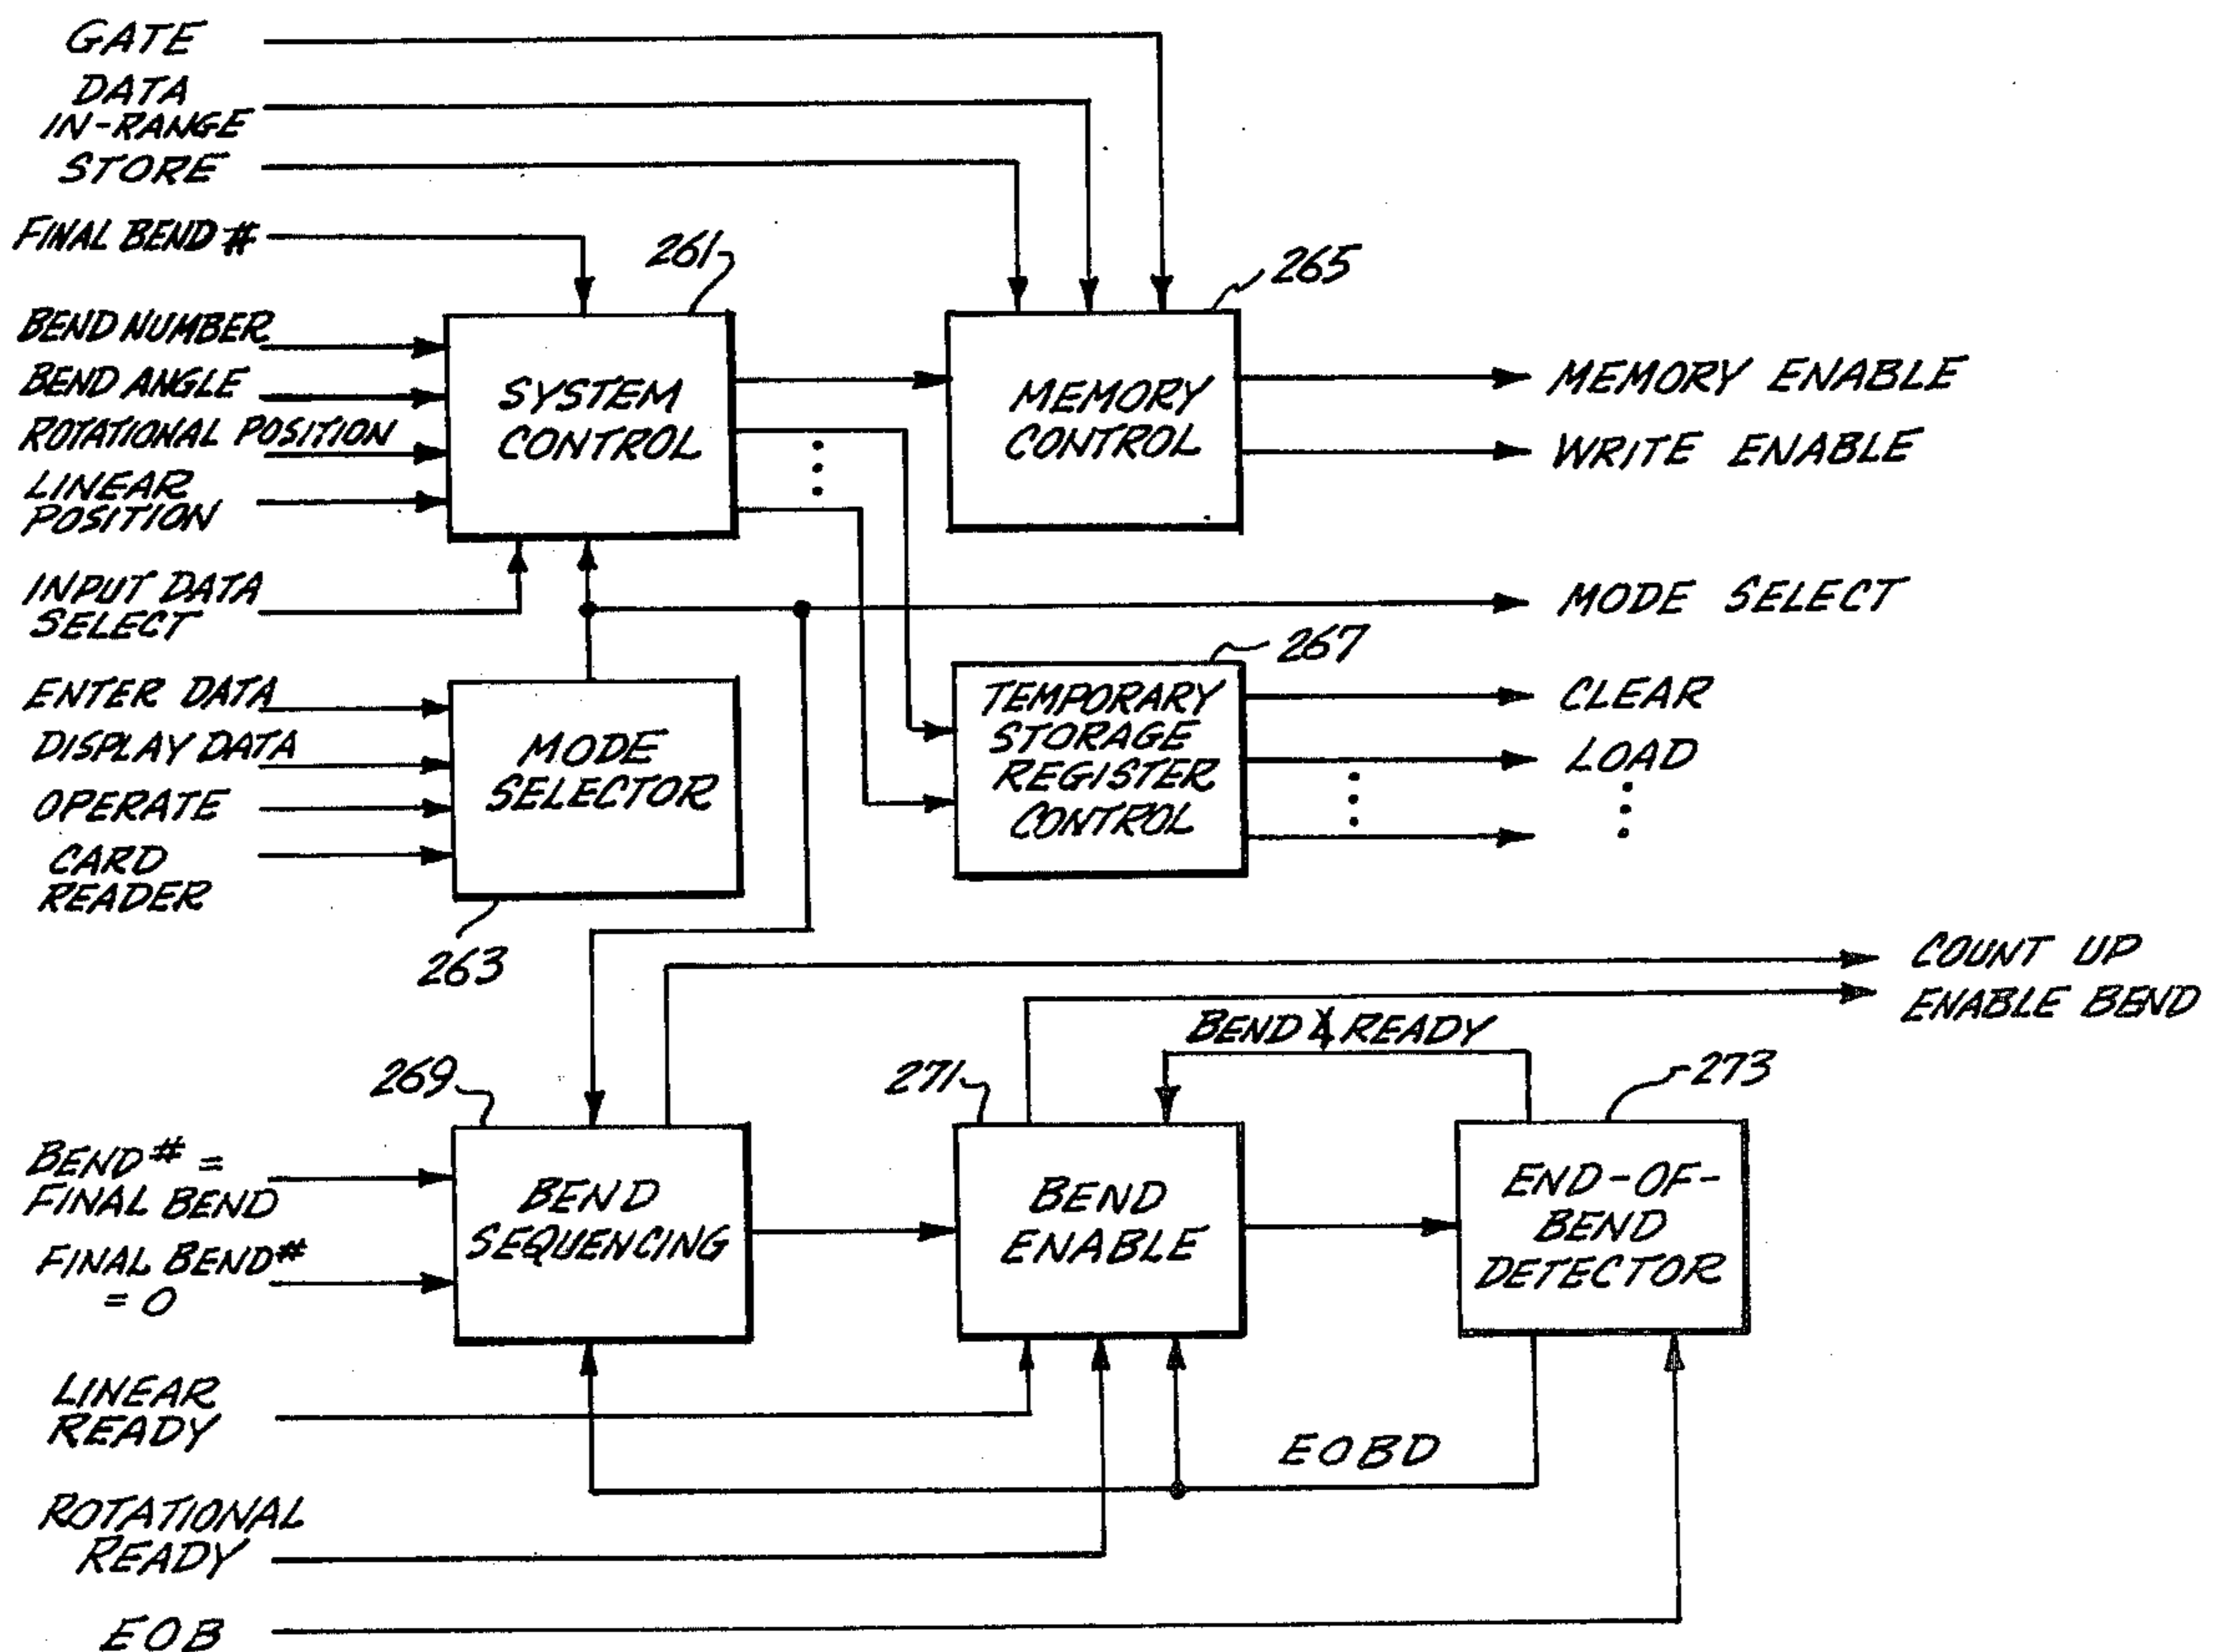 GATE
DATA
IN-RANGE
STORE
FINAL BEND #
261
265
BEND NUMBER
BEND ANGLE
ROTATIONAL POSITION
LINEAR
POSITION
SYSTEM
CONTROL
MEMORY
CONTROL
MEMORY ENABLE
WRITE ENABLE
INPUT DATA
SELECT
MODE SELECT
267
ENTER DATA
DISPLAY DATA
OPERATE
CARD
READER
MODE
SELECTOR
TEMPORARY
STORAGE
REGISTER
CONTROL
CLEAR
LOAD
263
COUNT UP
ENABLE BEND
BEND ∡ READY
269
271
273
BEND # =
FINAL BEND
FINAL BEND #
= 0
BEND
SEQUENCING
BEND
ENABLE
END-OF-
BEND
DETECTOR
LINEAR
READY
EOBD
ROTATIONAL
READY
EOB